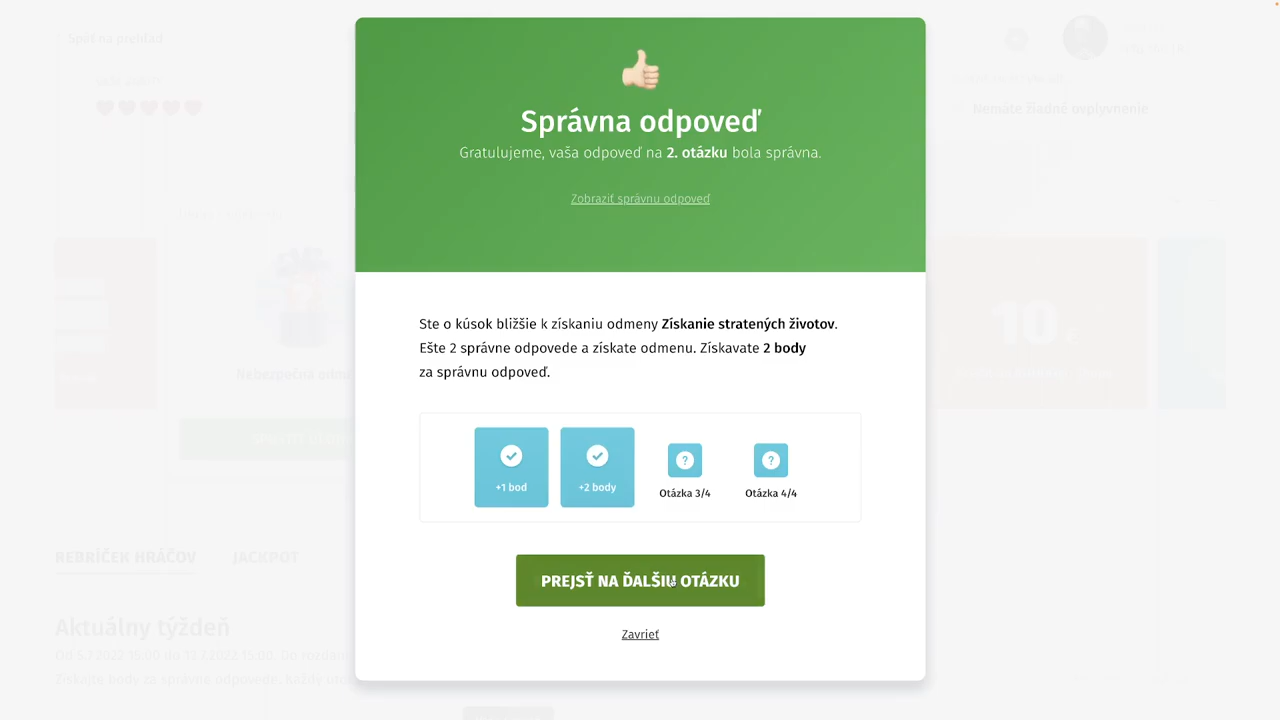 Späť na prehľad
Nemáte žiadné ovplyvnenie
Správna odpoveď
Gratulujeme, vaša odpoveď na 2. otázku bola správna.
Zobraziť správnu odpoveď
10
Ste o kúsok bližšie k získaniu odmeny Získanie stratených životov.
Ešte 2 správne odpovede a získate odmenu. Získavate 2 body
za správnu odpoveď.
+1 bod
+2 body
Otázka 3/4
Otázka 4/4
PREJSŤ NA ĎALŠIU OTÁZKU
Zavrieť
REBRÍČEK HRÁČOV
JACKPOT
Aktuálny týždeň